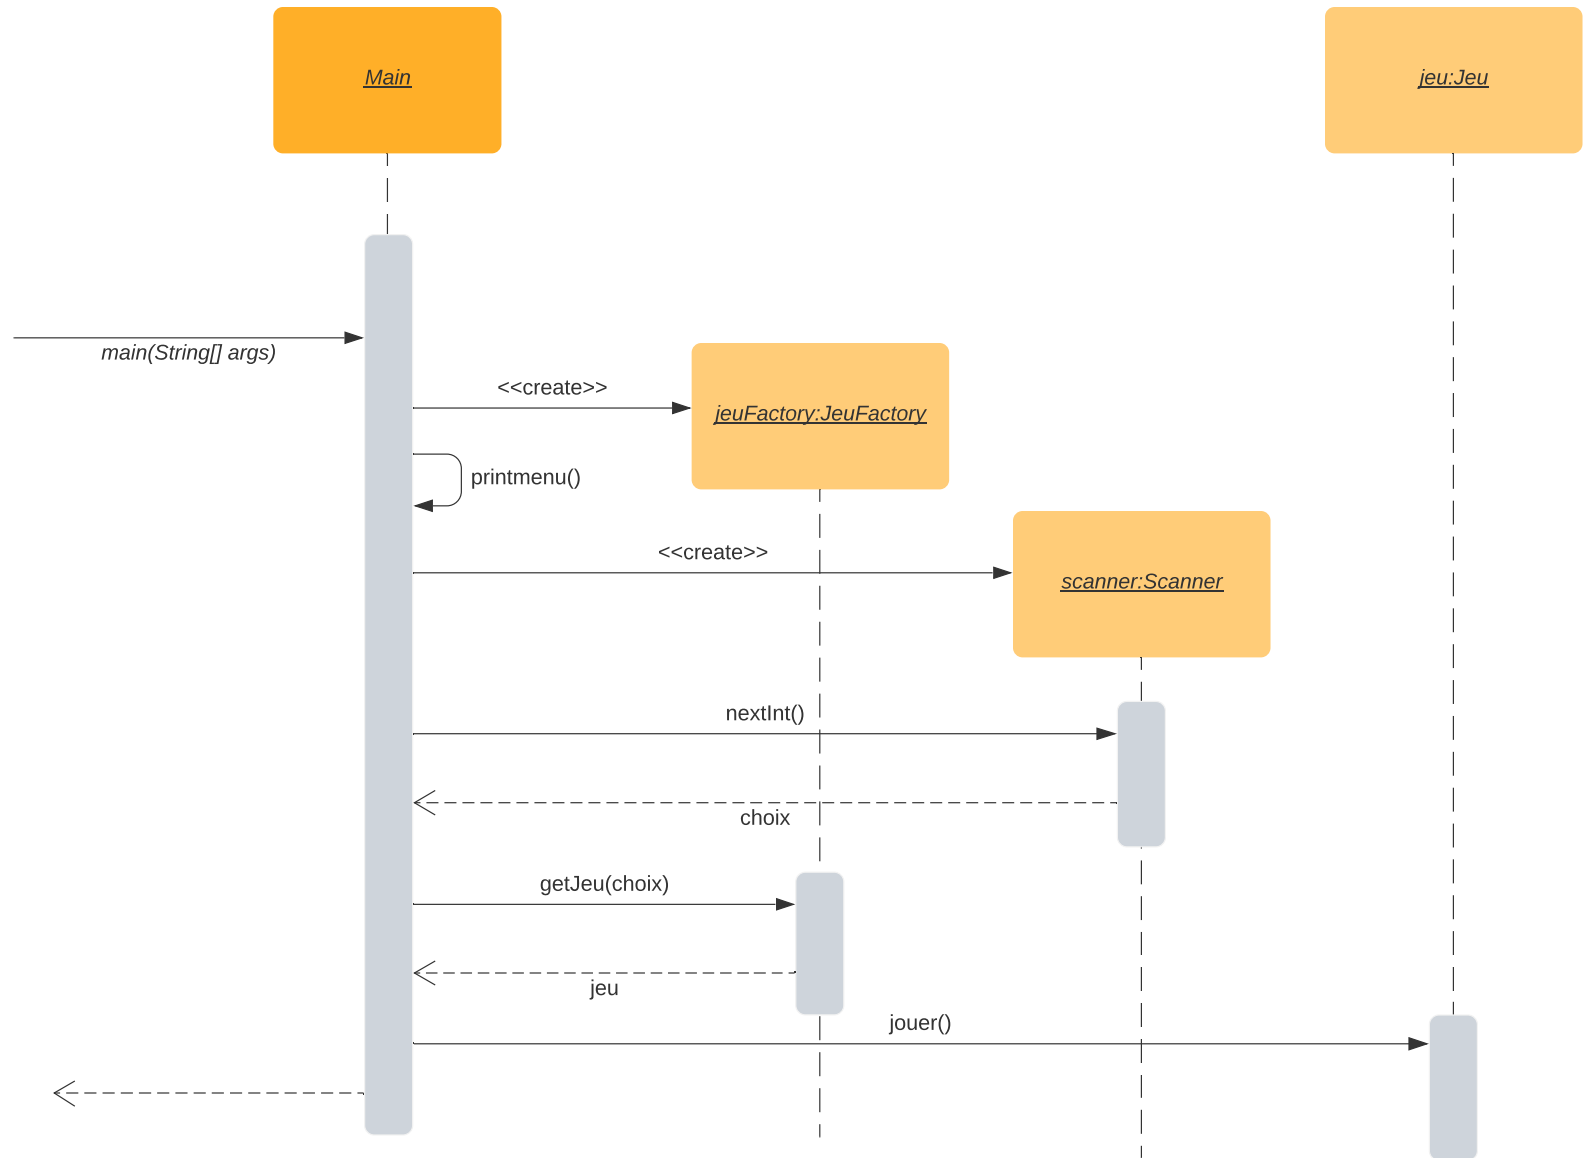 Main
jeu:Jeu
main(String[] args)
<<create>>
jeuFactory:JeuFactory
printmenu()
<<create>>
scanner:Scanner
nextInt()
choix
getJeu(choix)
jeu
jouer()